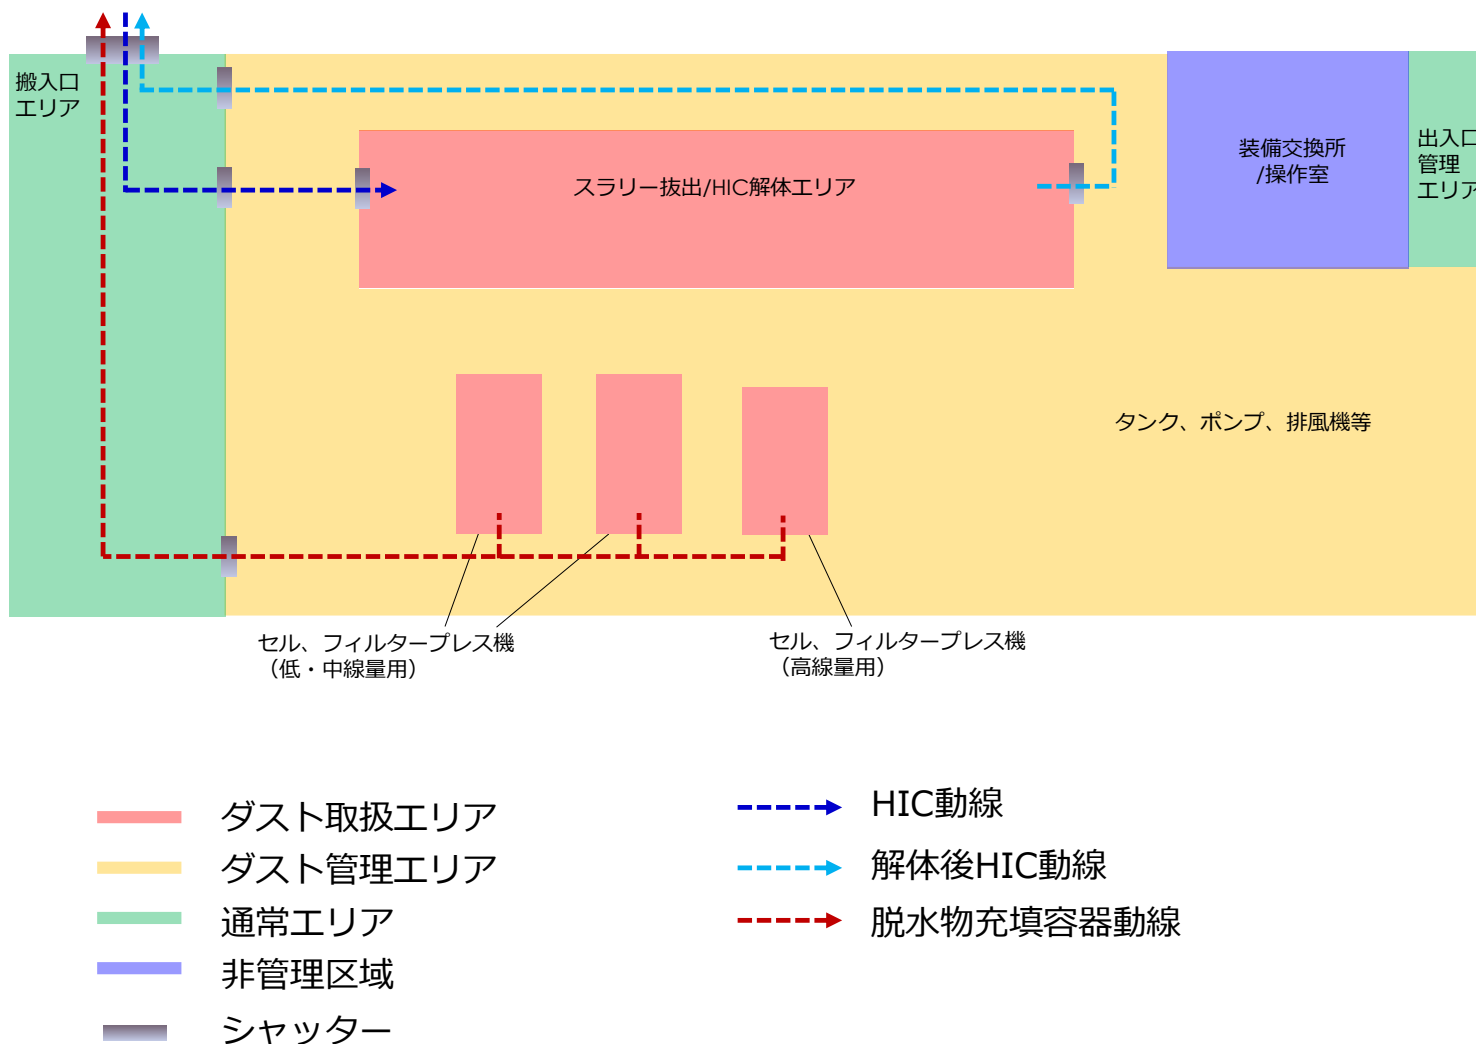 搬入口
エリア
スラリー抜出/HIC解体エリア
装備交換所
/操作室
出入口
管理
エリア
タンク、ポンプ、排風機等
セル、フィルタープレス機
（低・中線量用）
セル、フィルタープレス機
（高線量用）
ダスト取扱エリア
ダスト管理エリア
通常エリア
非管理区域
シャッター
HIC動線
解体後HIC動線
脱水物充填容器動線